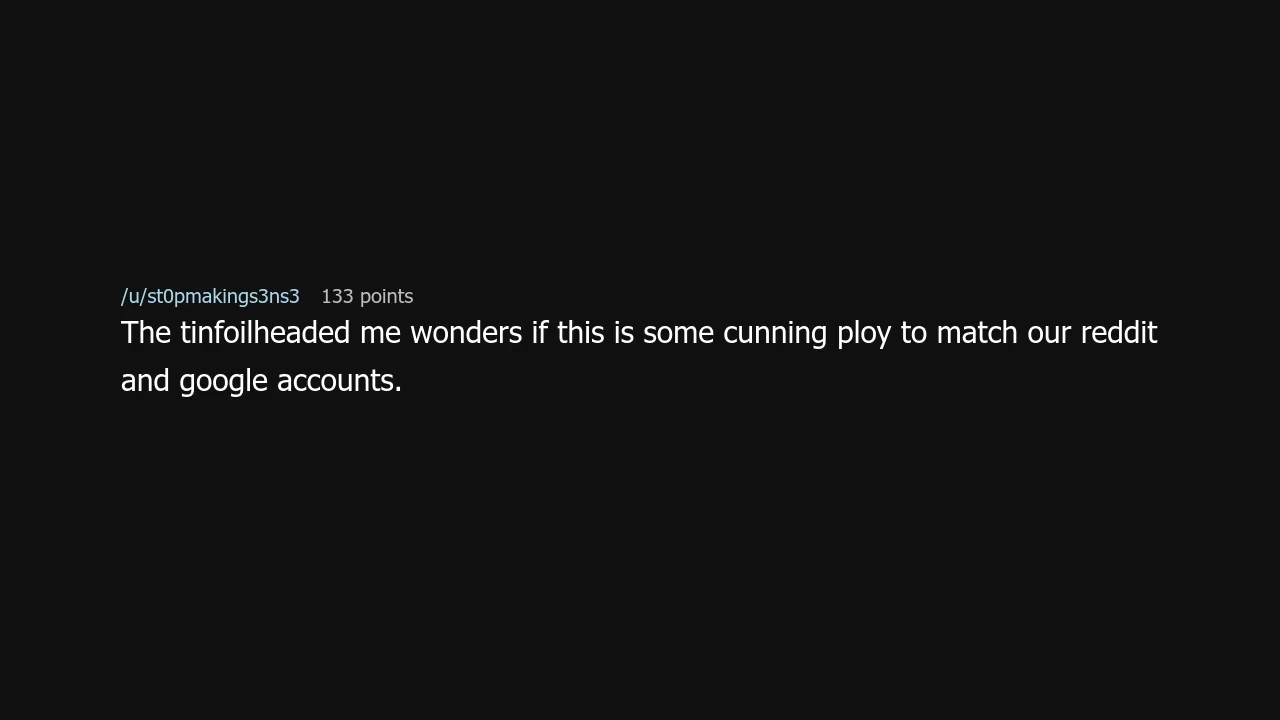 /u/st0pmakings3ns3 133 points
The tinfoilheaded me wonders if this is some cunning ploy to match our reddit
and google accounts.